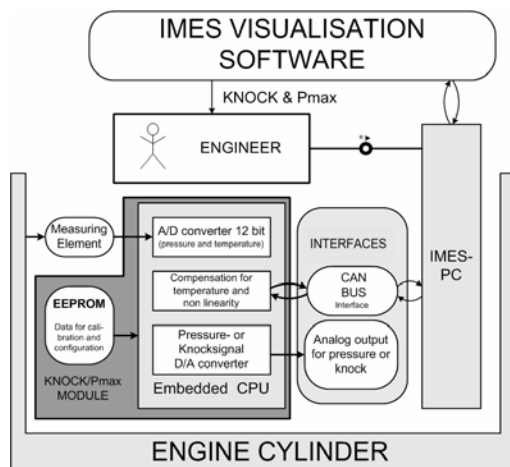 IMES VISUALISATION
SOFTWARE
KNOCK & Pmax
ENGINEER
Measuring
Element
A/D converter 12 bit
(pressure and temperature)
INTERFACES
IMES-
PC
Compensation for
temperature and
non linearity
CAN
BUS
Interface
EEPROM
Data for cali-
bration and
configuration
Pressure- or
Knocksignal
D/A converter
Analog output
for pressure or
knock
KNOCK/Pmax
MODULE
Embedded CPU
ENGINE CYLINDER